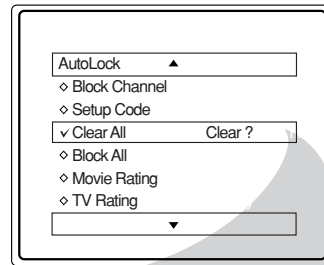 AutoLock ▲
◇ Block Channel
◇ Setup Code
✓ Clear All Clear ?
◇ Block All
◇ Movie Rating
◇ TV Rating
▼